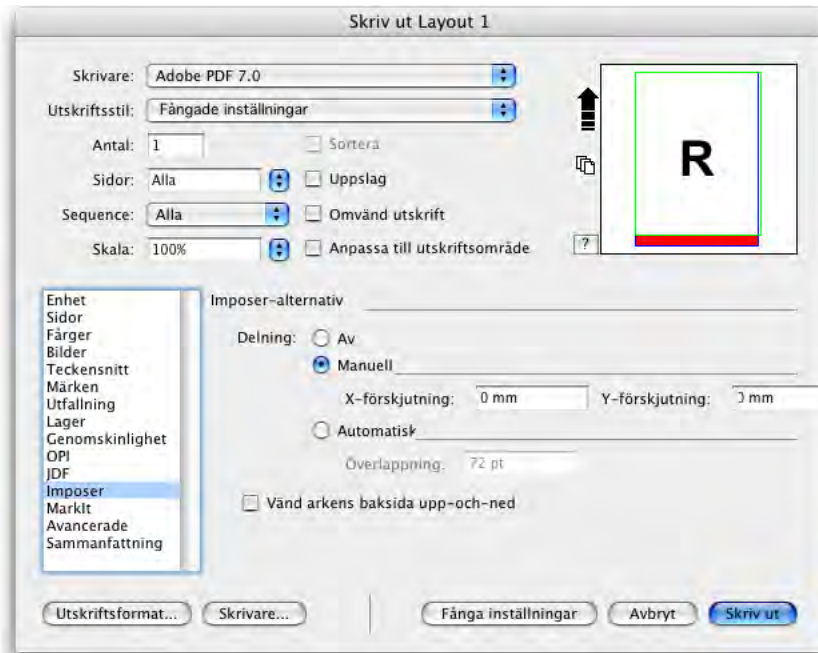 Skriv ut Layout 1
Skrivare: Adobe PDF 7.0
Utskriftsstil: Fångade inställningar
Antal: 1 Sortera
Sidor: Alla Uppslag
Sequence: Alla Omvänd utskrift
Skala: 100% Anpassa till utskriftsområde
R
?
Enhet
Sidor
Färger
Bilder
Teckensnitt
Märken
Utfallning
Lager
Genomskinlighet
OPI
JDF
Imposer
MarkIt
Avancerade
Sammanfattning
Imposer-alternativ
Delning: Av
Manuell
X-förskjutning: 0 mm Y-förskjutning: 0 mm
Automatisk
Överlappning: 72 pt
Vänd arkens baksida upp-och-ned
Utskriftsformat... Skrivare... Fånga inställningar Avbryt Skriv ut